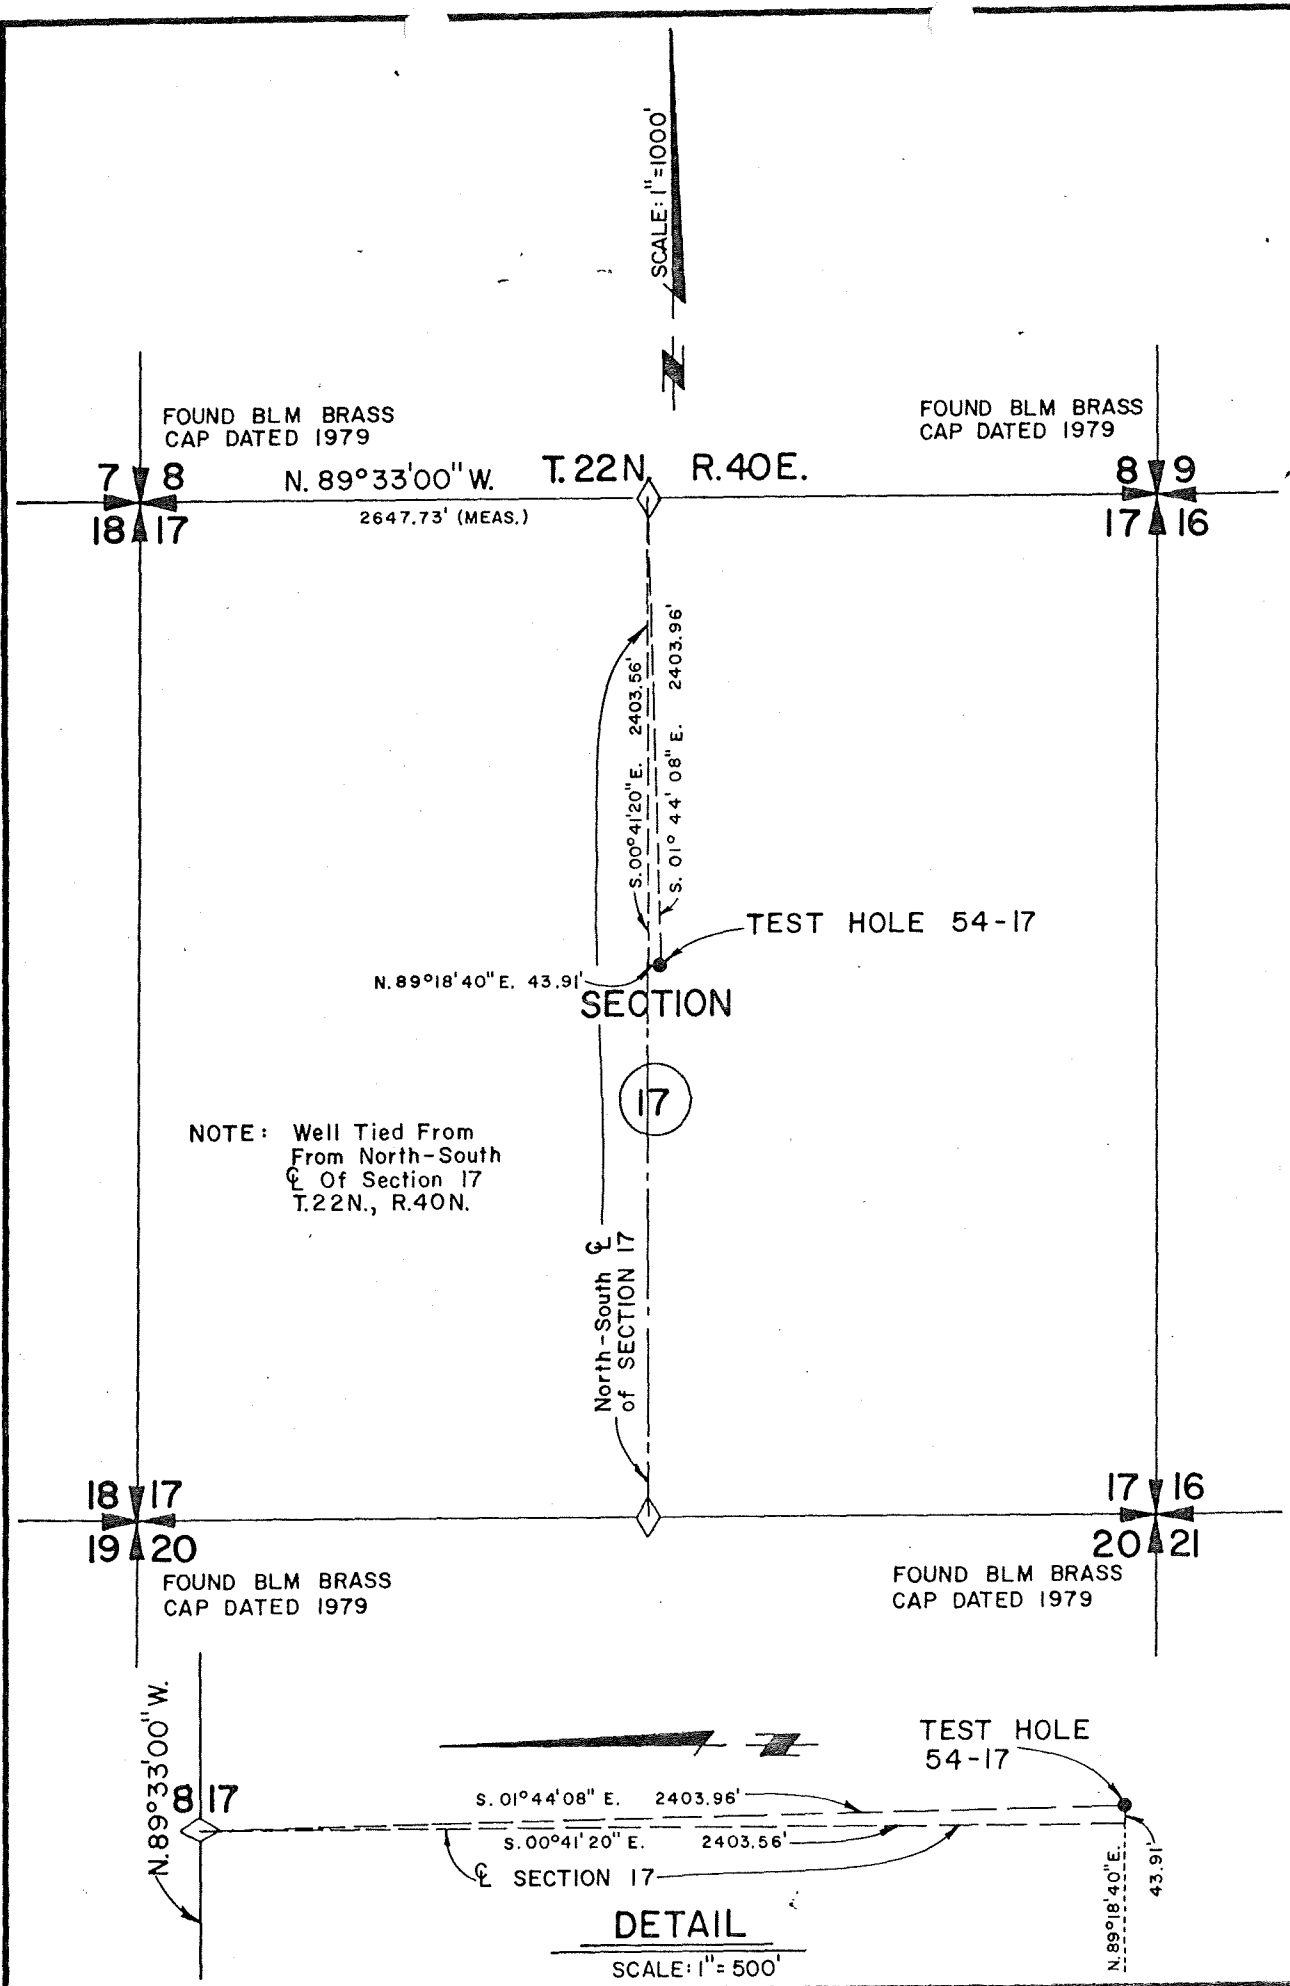 SCALE: 1"=1000'
N
FOUND BLM BRASS
CAP DATED 1979
FOUND BLM BRASS
CAP DATED 1979
7 8
18 17
N. 89°33'00" W.
2647.73' (MEAS.)
T. 22N. R. 40E.
8 9
17 16
S. 00°41'20" E. 2403.56'
S. 01° 44' 08" E. 2403.96'
TEST HOLE 54-17
N. 89°18'40" E. 43.91'
SECTION
17
NOTE: Well Tied From
From North-South
℄ Of Section 17
T.22N., R.40N.
North-South ℄
of SECTION 17
18 17
19 20
17 16
20 21
FOUND BLM BRASS
CAP DATED 1979
FOUND BLM BRASS
CAP DATED 1979
N. 89°33'00" W.
8 17
N
TEST HOLE
54-17
S. 01°44'08" E. 2403.96'
S. 00°41'20" E. 2403.56'
℄ SECTION 17
N. 89°18'40" E.
43.91'
DETAIL
SCALE: 1"= 500'